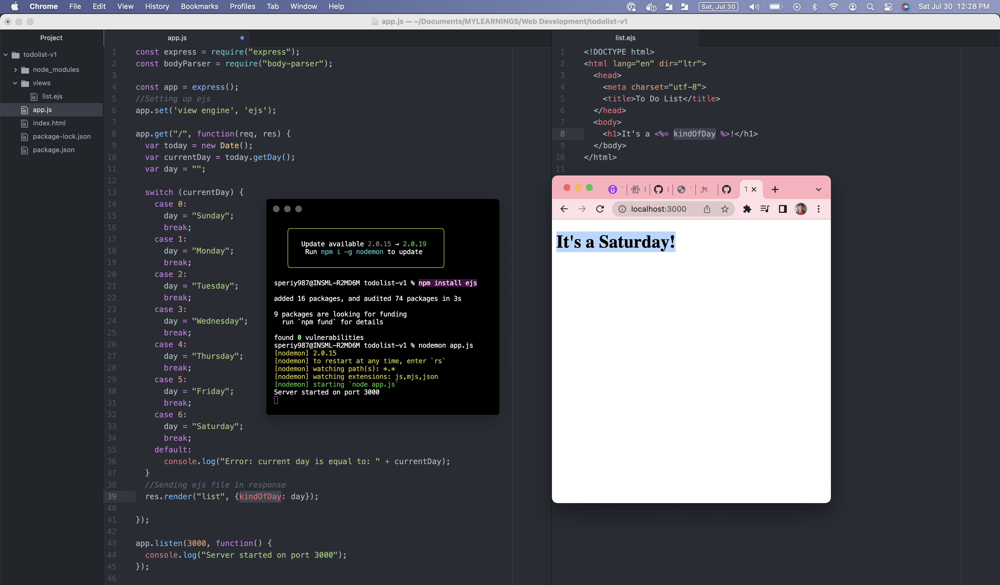 Chrome File Edit View History Bookmarks Profiles Tab Window Help
Sat, Jul 30
Sat Jul 30 12:28 PM
app.js — ~/Documents/MYLEARNINGS/Web Development/todolist-v1
Project
todolist-v1
node_modules
views
list.ejs
app.js
index.html
package-lock.json
package.json
app.js
1 const express = require("express");
2 const bodyParser = require("body-parser");
3
4 const app = express();
5 //Setting up ejs
6 app.set('view engine', 'ejs');
7
8 app.get("/", function(req, res) {
9 var today = new Date();
10 var currentDay = today.getDay();
11 var day = "";
12
13 switch (currentDay) {
14 case 0:
15 day = "Sunday";
16 break;
17 case 1:
18 day = "Monday";
19 break;
20 case 2:
21 day = "Tuesday";
22 break;
23 case 3:
24 day = "Wednesday";
25 break;
26 case 4:
27 day = "Thursday";
28 break;
29 case 5:
30 day = "Friday";
31 break;
32 case 6:
33 day = "Saturday";
34 break;
35 default:
36 console.log("Error: current day is equal to: " + currentDay);
37 }
38 //Sending ejs file in response
39 res.render("list", {kindOfDay: day});
40
41 });
42
43 app.listen(3000, function() {
44 console.log("Server started on port 3000");
45 });
46
Update available 2.0.15 → 2.0.19
Run npm i -g nodemon to update
speriy987@INSML-R2MD6M todolist-v1 % npm install ejs
added 16 packages, and audited 74 packages in 3s
9 packages are looking for funding
run `npm fund` for details
found 0 vulnerabilities
speriy987@INSML-R2MD6M todolist-v1 % nodemon app.js
[nodemon] 2.0.15
[nodemon] to restart at any time, enter `rs`
[nodemon] watching path(s): *.*
[nodemon] watching extensions: js,mjs,json
[nodemon] starting `node app.js`
Server started on port 3000
list.ejs
1 <!DOCTYPE html>
2 <html lang="en" dir="ltr">
3 <head>
4 <meta charset="utf-8">
5 <title>To Do List</title>
6 </head>
7 <body>
8 <h1>It's a <%= kindOfDay %>!</h1>
9 </body>
10 </html>
11
JS
localhost:3000
It's a Saturday!